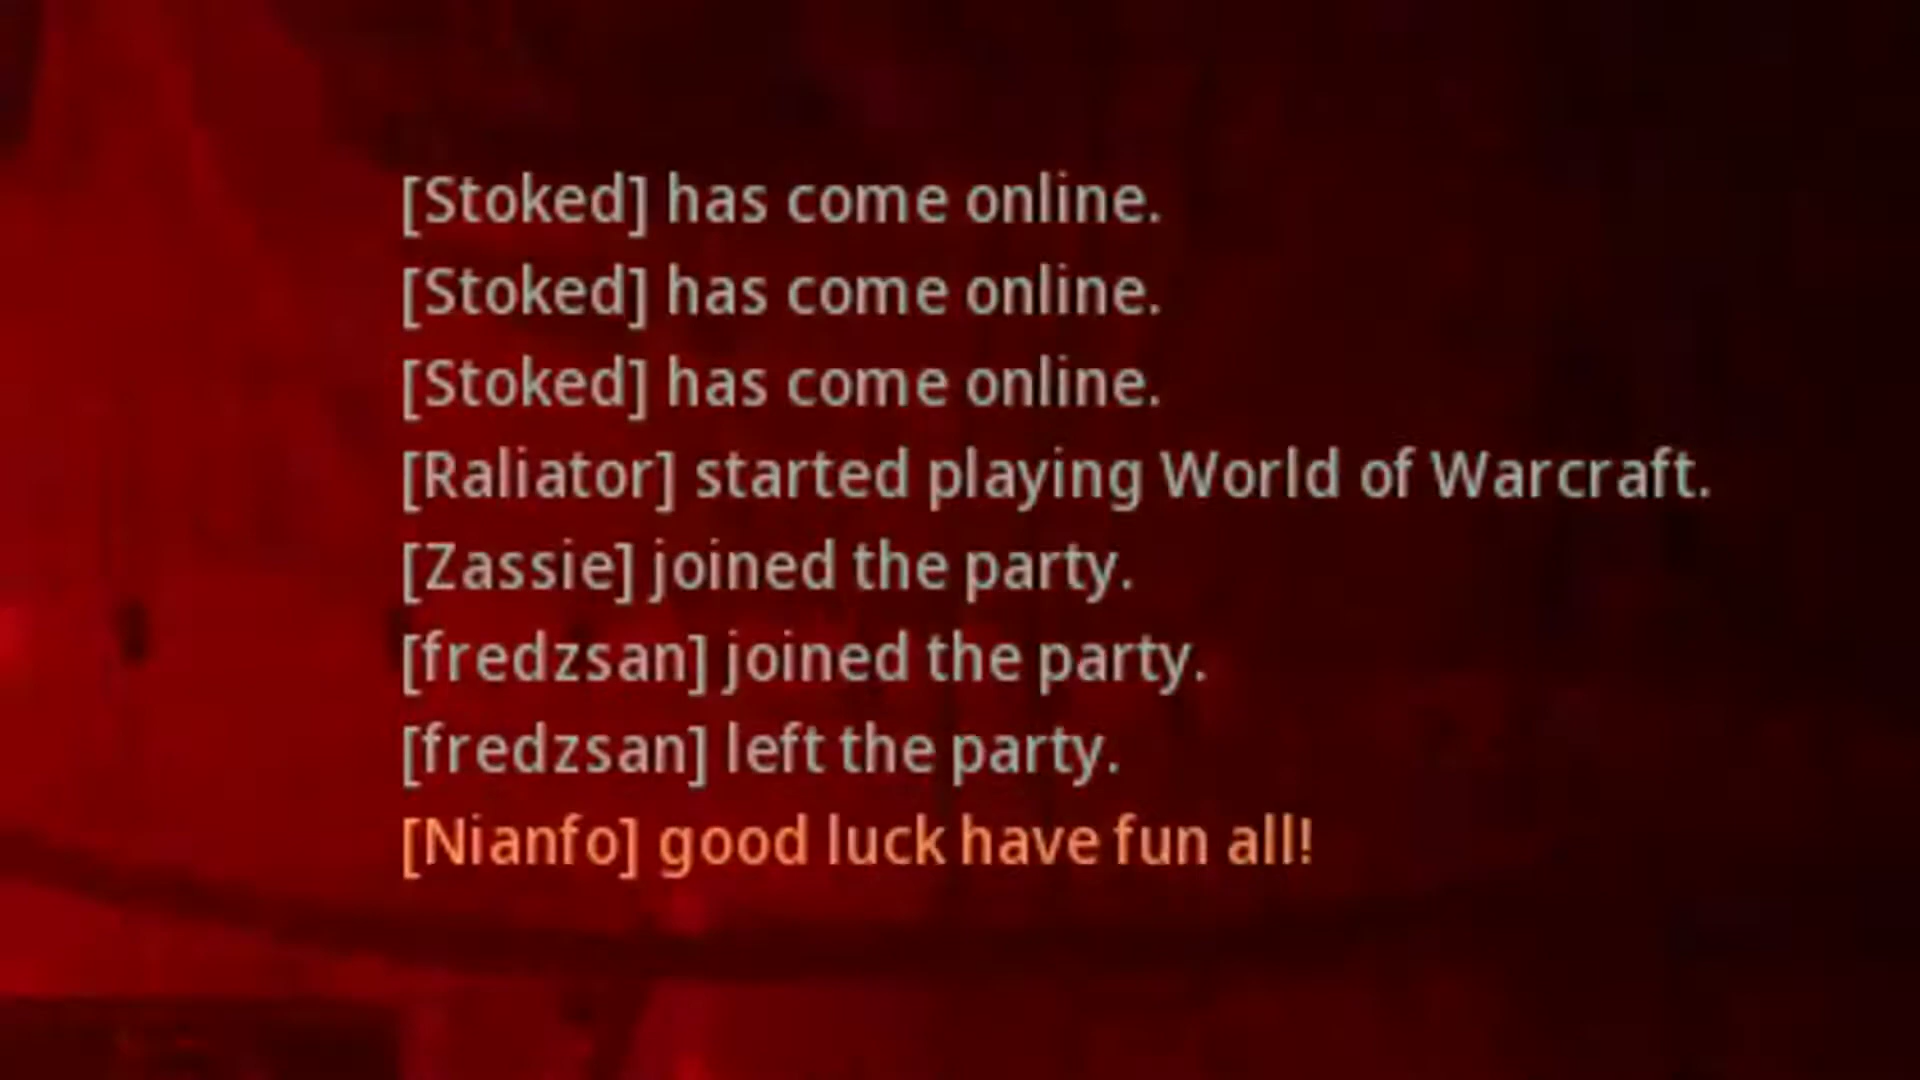 [Stoked] has come online.
[Stoked] has come online.
[Stoked] has come online.
[Raliator] started playing World of Warcraft.
[Zassie] joined the party.
[fredzsan] joined the party.
[fredzsan] left the party.
[Nianfo] good luck have fun all!